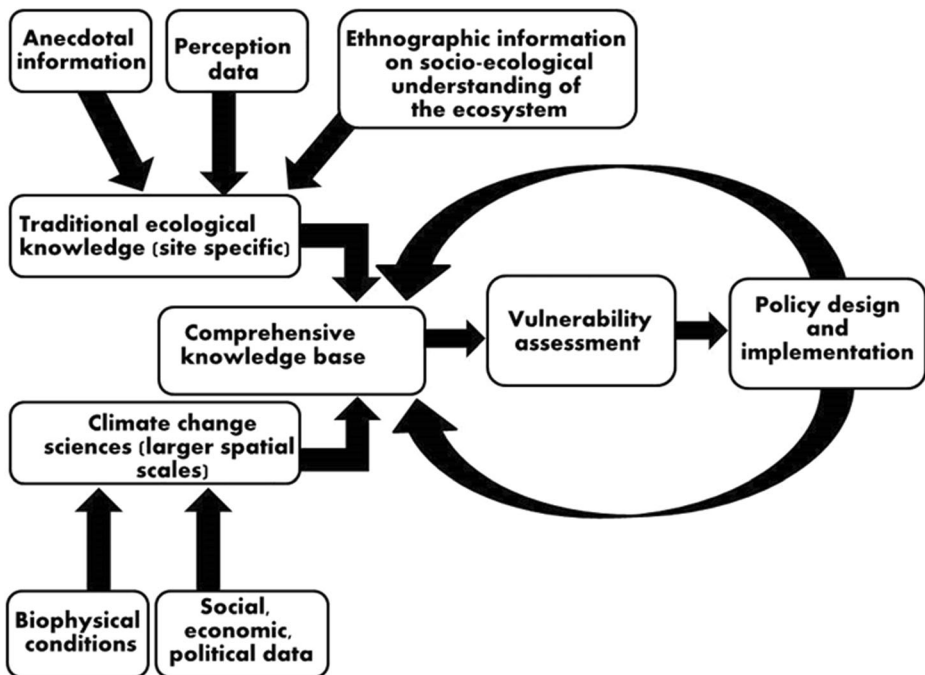 Anecdotal
information
Perception
data
Ethnographic information
on socio-ecological
understanding of
the ecosystem
Traditional ecological
knowledge (site specific)
Comprehensive
knowledge base
Vulnerability
assessment
Policy design
and
implementation
Climate change
sciences (larger spatial
scales)
Biophysical
conditions
Social,
economic,
political data